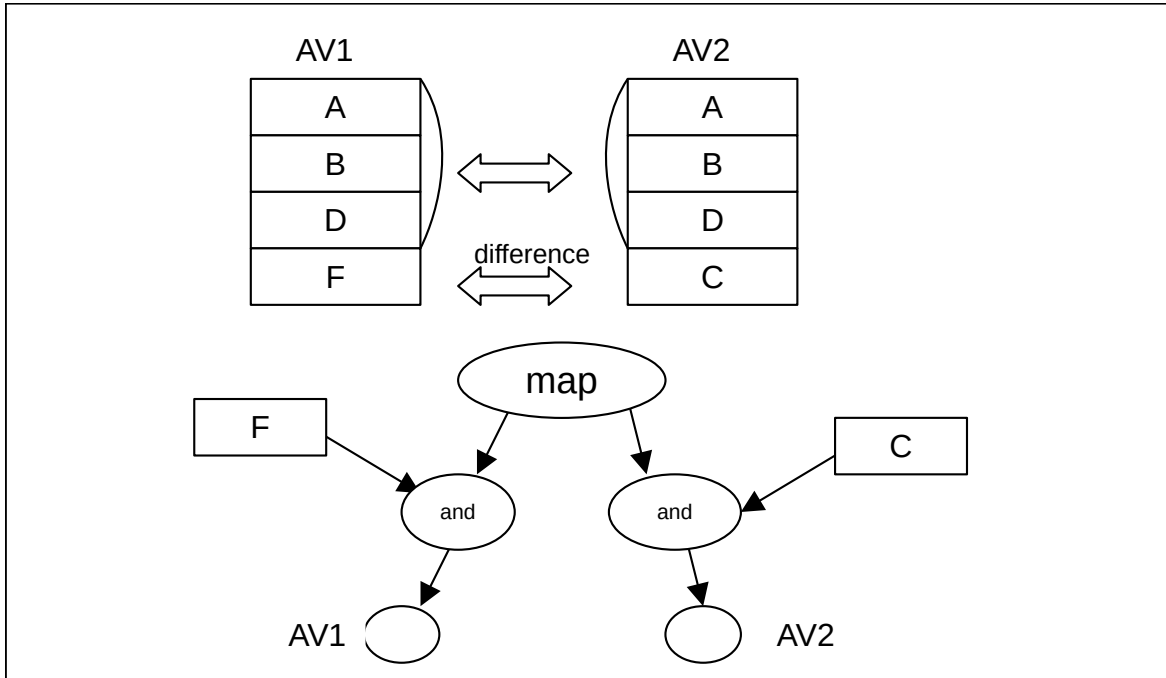 AV1 AV2
A A
B B
D D
difference
F C
map
F C
and and
AV1 AV2